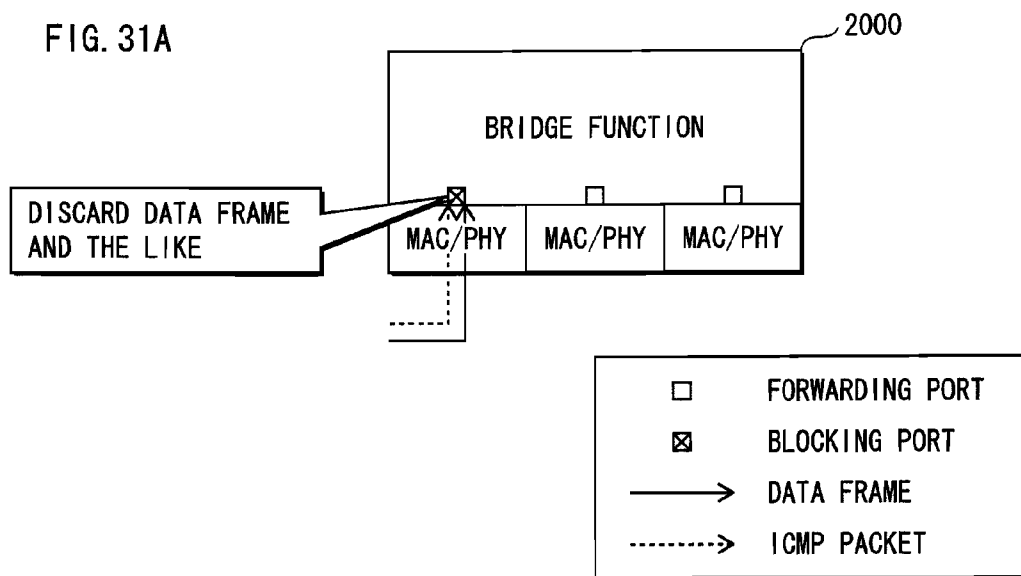 FIG. 31A
2000
BRIDGE FUNCTION
DISCARD DATA FRAME
AND THE LIKE
MAC/PHY MAC/PHY MAC/PHY
FORWARDING PORT
BLOCKING PORT
DATA FRAME
ICMP PACKET